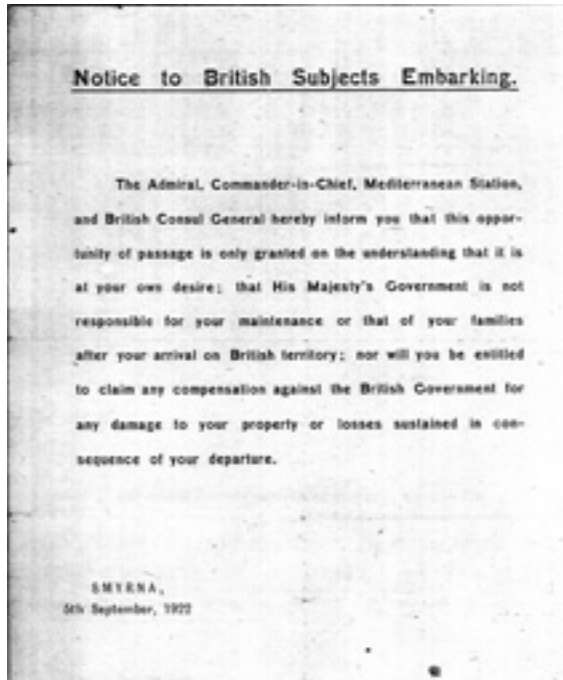 Notice to British Subjects Embarking.
The Admiral, Commander-in-Chief, Mediterranean Station,
and British Consul General hereby inform you that this oppor-
tunity of passage is only granted on the understanding that it is
at your own desire; that His Majesty's Government is not
responsible for your maintenance or that of your families
after your arrival on British territory; nor will you be entitled
to claim any compensation against the British Government for
any damage to your property or losses sustained in con-
sequence of your departure.
SMYRNA,
5th September, 1922